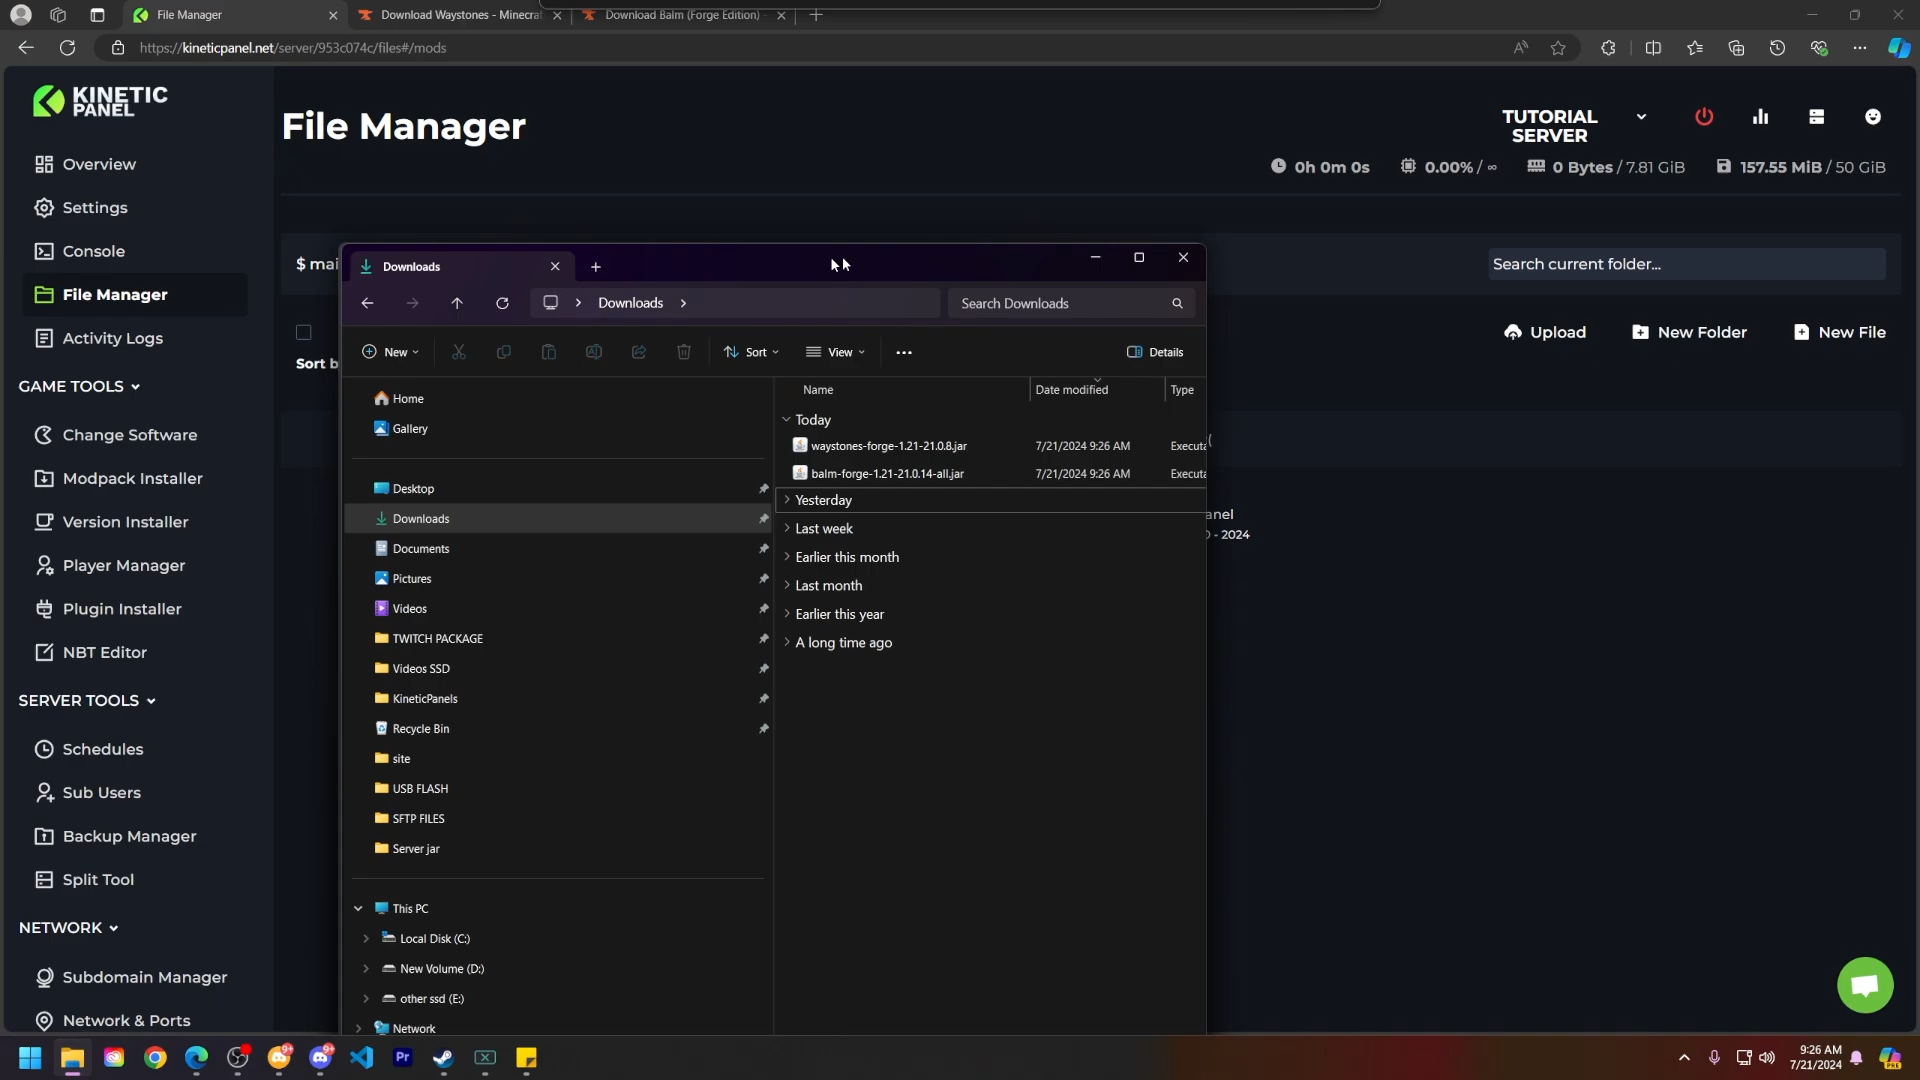 File Manager
Download Waystones - Minecra
Download Balm (Forge Edition)
https://kineticpanel.net/server/953c074c/files#/mods
KINETIC
PANEL
File Manager
TUTORIAL
SERVER
0h 0m 0s
0.00% / ∞
0 Bytes / 7.81 GiB
157.55 MiB / 50 GiB
Overview
Settings
Console
File Manager
Activity Logs
GAME TOOLS
Change Software
Modpack Installer
Version Installer
Player Manager
Plugin Installer
NBT Editor
SERVER TOOLS
Schedules
Sub Users
Backup Manager
Split Tool
NETWORK
Subdomain Manager
Network & Ports
$ mai
Search current folder...
Upload
New Folder
New File
Sort b
Downloads
Downloads
Search Downloads
New
Sort
View
Details
Home
Gallery
Desktop
Downloads
Documents
Pictures
Videos
TWITCH PACKAGE
Videos SSD
KineticPanels
Recycle Bin
site
USB FLASH
SFTP FILES
Server jar
This PC
Local Disk (C:)
New Volume (D:)
other ssd (E:)
Network
Name
Date modified
Type
Today
waystones-forge-1.21-21.0.8.jar
7/21/2024 9:26 AM
Executa
balm-forge-1.21-21.0.14-all.jar
7/21/2024 9:26 AM
Executa
Yesterday
Last week
Earlier this month
Last month
Earlier this year
A long time ago
anel
- 2024
9:26 AM
7/21/2024